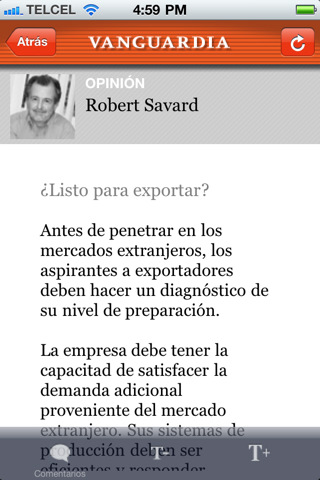 TELCEL 4:59 PM
Atrás VANGUARDIA
OPINIÓN
Robert Savard
¿Listo para exportar?
Antes de penetrar en los
mercados extranjeros, los
aspirantes a exportadores
deben hacer un diagnóstico de
su nivel de preparación.
La empresa debe tener la
capacidad de satisfacer la
demanda adicional
proveniente del mercado
extranjero. Sus sistemas de
producción deben ser
eficientes y responder
T- T+
Comentarios